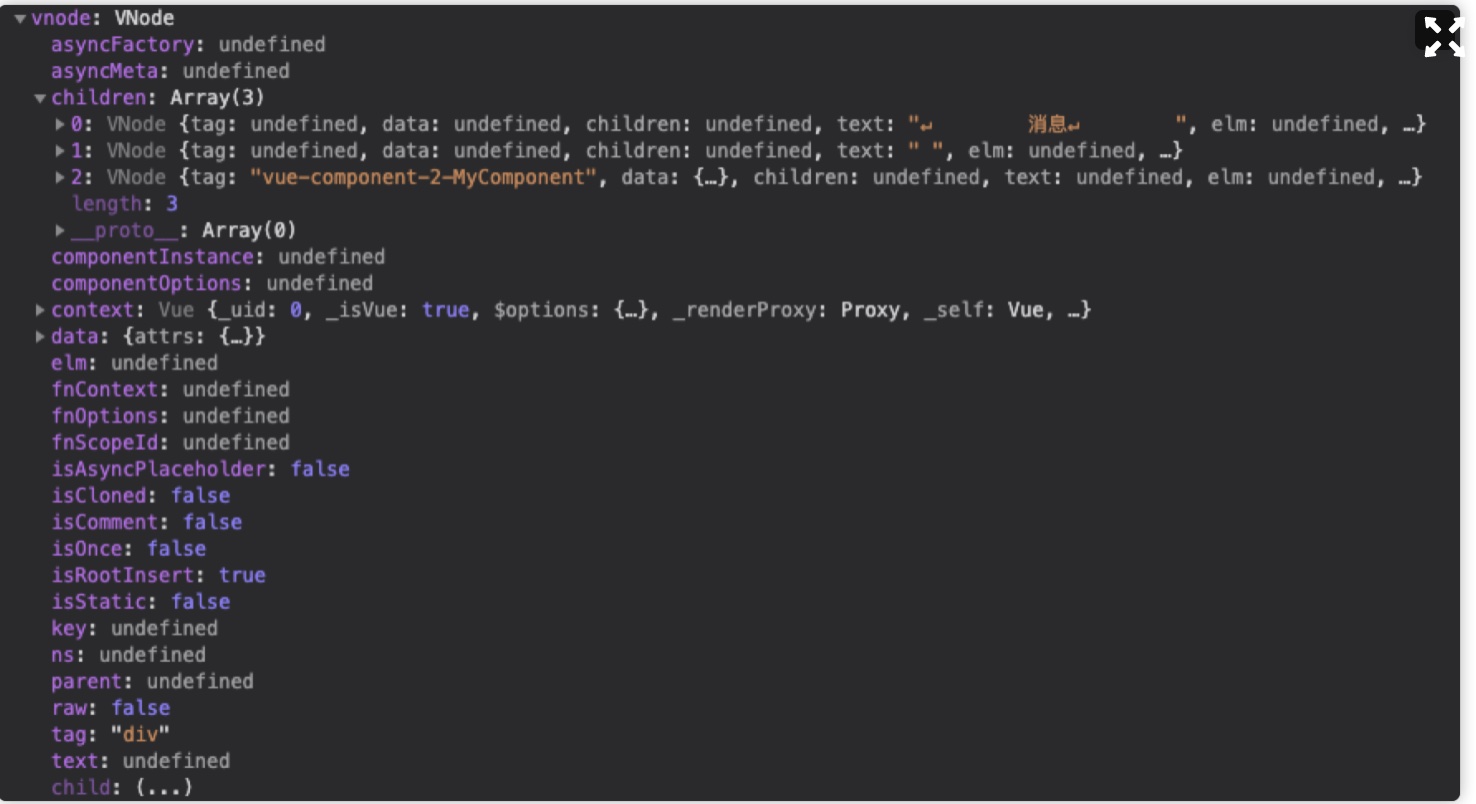 ▼vnode: VNode
asyncFactory: undefined
asyncMeta: undefined
▼children: Array(3)
▶0: VNode {tag: undefined, data: undefined, children: undefined, text: "↵        消息↵        ", elm: undefined, …}
▶1: VNode {tag: undefined, data: undefined, children: undefined, text: " ", elm: undefined, …}
▶2: VNode {tag: "vue-component-2-MyComponent", data: {…}, children: undefined, text: undefined, elm: undefined, …}
length: 3
▶__proto__: Array(0)
componentInstance: undefined
componentOptions: undefined
▶context: Vue {_uid: 0, _isVue: true, $options: {…}, _renderProxy: Proxy, _self: Vue, …}
▶data: {attrs: {…}}
elm: undefined
fnContext: undefined
fnOptions: undefined
fnScopeId: undefined
isAsyncPlaceholder: false
isCloned: false
isComment: false
isOnce: false
isRootInsert: true
isStatic: false
key: undefined
ns: undefined
parent: undefined
raw: false
tag: "div"
text: undefined
child: (...)